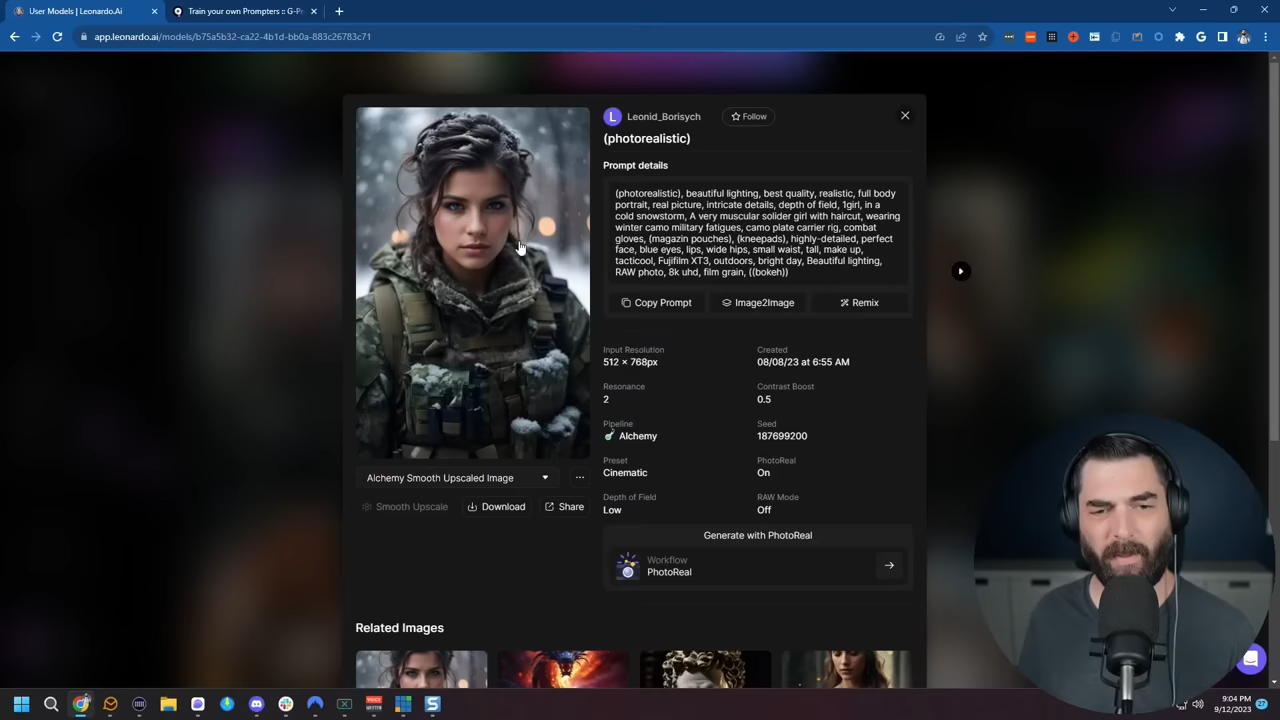 User Models | Leonardo.Ai
Train your own Prompters :: G-Pr
app.leonardo.ai/models/b75a5b32-ca22-4b1d-bb0a-883c26783c71
L Leonid_Borisych Follow
(photorealistic)
Prompt details
(photorealistic), beautiful lighting, best quality, realistic, full body
portrait, real picture, intricate details, depth of field, 1girl, in a
cold snowstorm, A very muscular solider girl with haircut, wearing
winter camo military fatigues, camo plate carrier rig, combat
gloves, (magazin pouches), (kneepads), highly-detailed, perfect
face, blue eyes, lips, wide hips, small waist, tall, make up,
tacticool, Fujifilm XT3, outdoors, bright day, Beautiful lighting,
RAW photo, 8k uhd, film grain, ((bokeh))
Copy Prompt Image2Image Remix
Input Resolution Created
512 × 768px 08/08/23 at 6:55 AM
Resonance Contrast Boost
2 0.5
Pipeline Seed
Alchemy 187699200
Preset PhotoReal
Cinematic On
Depth of Field RAW Mode
Low Off
Alchemy Smooth Upscaled Image
Smooth Upscale Download Share
Generate with PhotoReal
Workflow
PhotoReal
Related Images
9:04 PM
9/12/2023